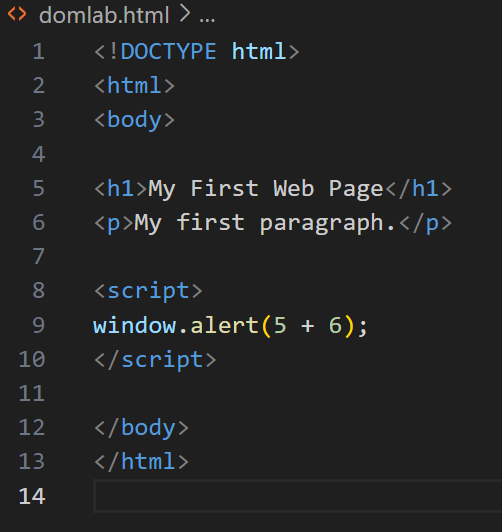 domlab.html > ...
1 <!DOCTYPE html>
2 <html>
3 <body>
4
5 <h1>My First Web Page</h1>
6 <p>My first paragraph.</p>
7
8 <script>
9 window.alert(5 + 6);
10 </script>
11
12 </body>
13 </html>
14